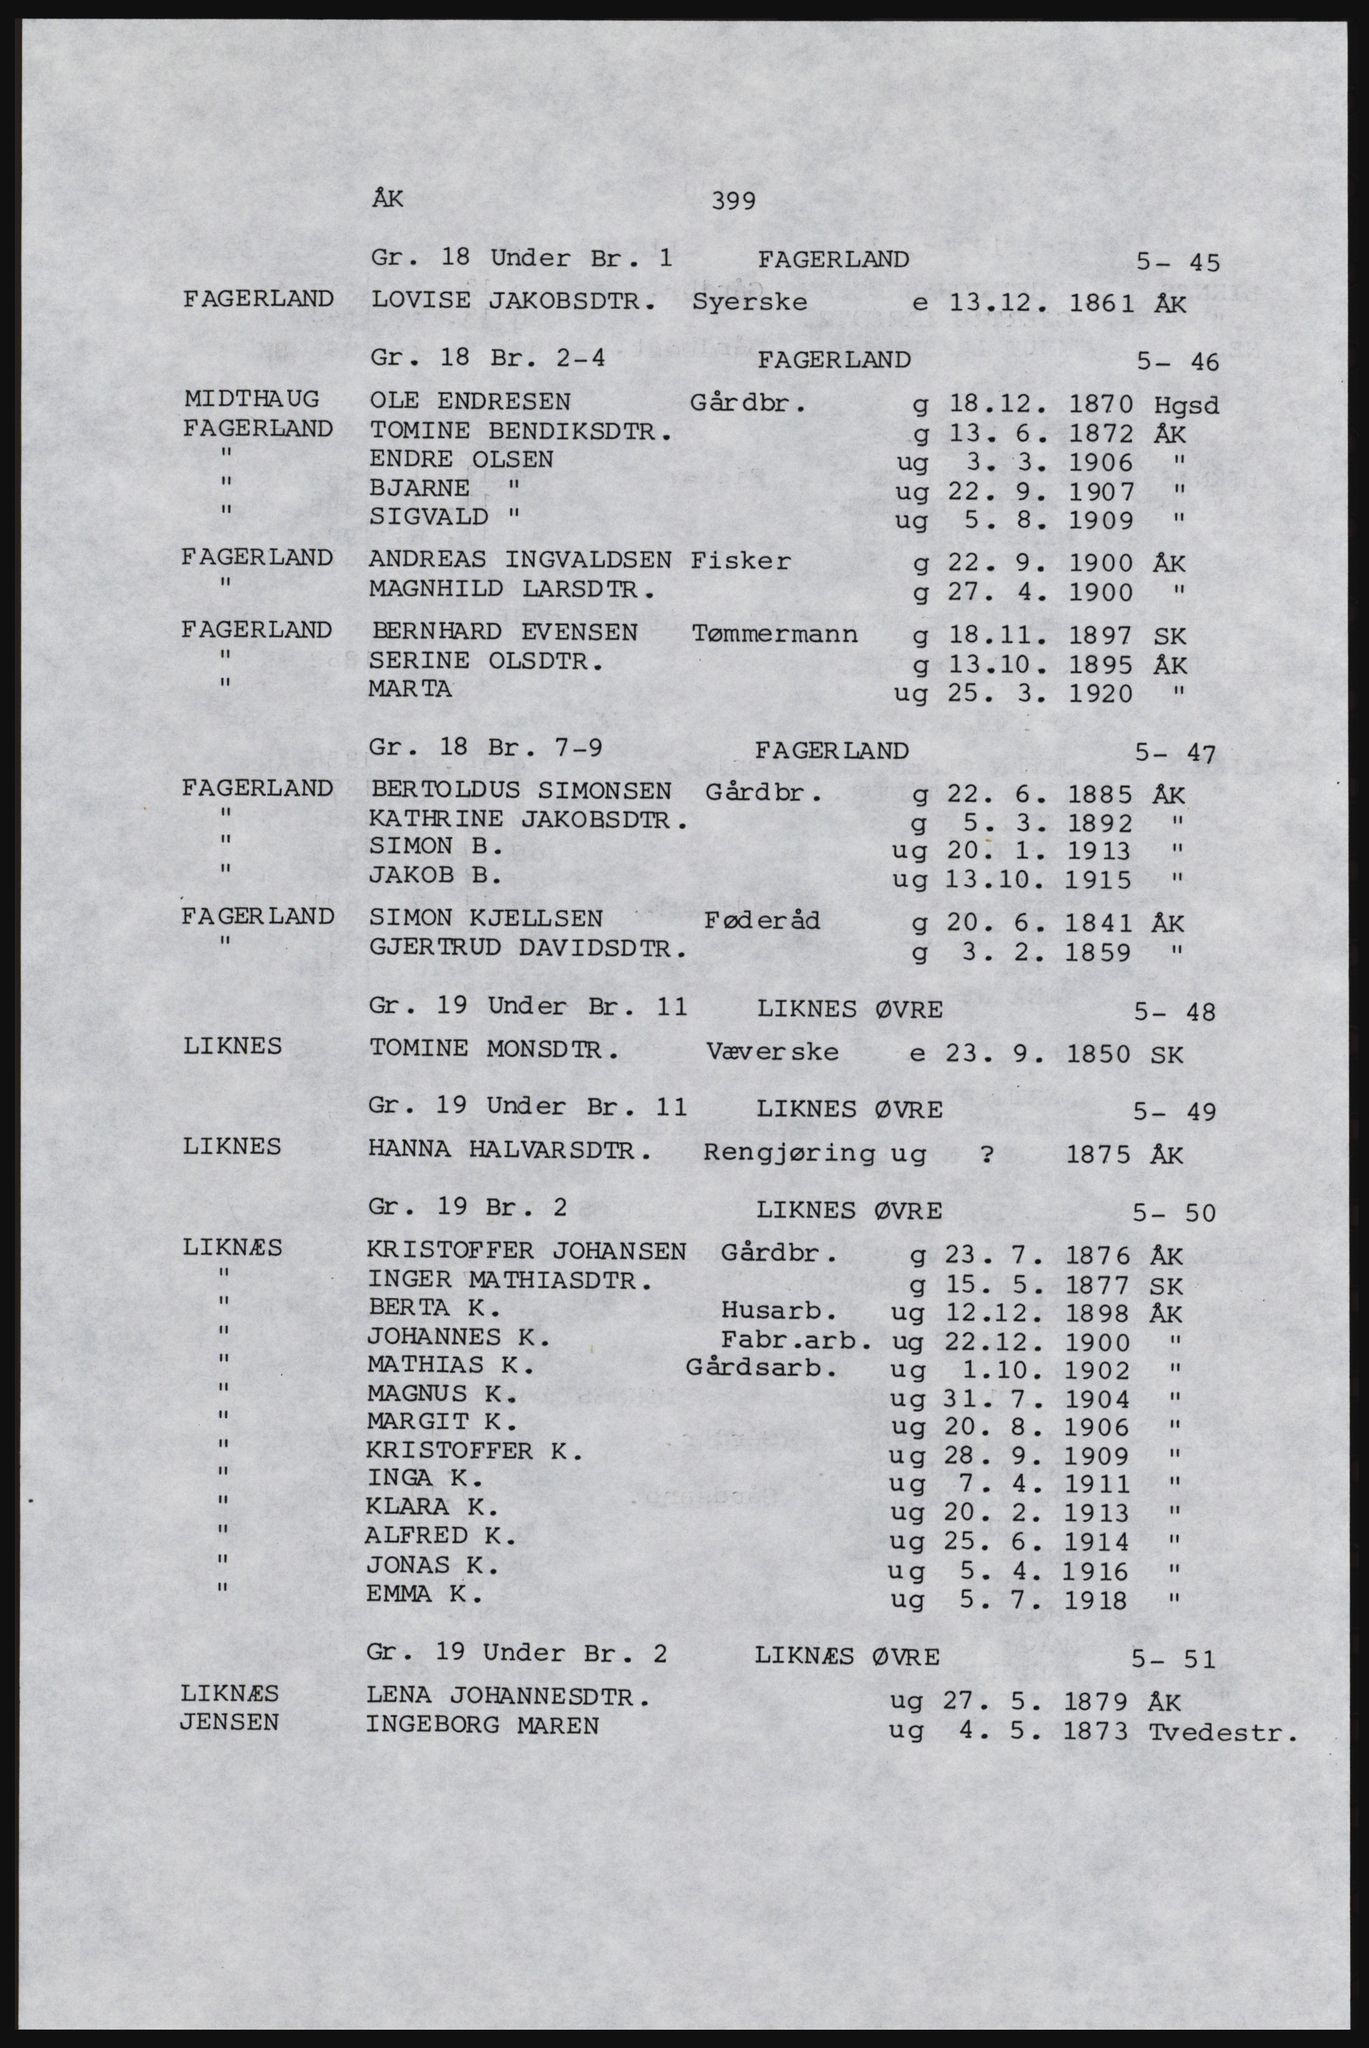 ÅK 399
Gr. 18 Under Br. 1 FAGERLAND 5- 45
FAGERLAND LOVISE JAKOBSDTR. Syerske e 13.12. 1861 ÅK
Gr. 18 Br. 2-4 FAGERLAND 5- 46
MIDTHAUG OLE ENDRESEN Gårdbr. g 18.12. 1870 Hgsd
FAGERLAND TOMINE BENDIKSDTR. g 13. 6. 1872 ÅK
" ENDRE OLSEN ug 3. 3. 1906 "
" BJARNE " ug 22. 9. 1907 "
" SIGVALD " ug 5. 8. 1909 "
FAGERLAND ANDREAS INGVALDSEN Fisker g 22. 9. 1900 ÅK
" MAGNHILD LARSDTR. g 27. 4. 1900 "
FAGERLAND BERNHARD EVENSEN Tømmermann g 18.11. 1897 SK
" SERINE OLSDTR. g 13.10. 1895 ÅK
" MARTA ug 25. 3. 1920 "
Gr. 18 Br. 7-9 FAGERLAND 5- 47
FAGERLAND BERTOLDUS SIMONSEN Gårdbr. g 22. 6. 1885 ÅK
" KATHRINE JAKOBSDTR. g 5. 3. 1892 "
" SIMON B. ug 20. 1. 1913 "
" JAKOB B. ug 13.10. 1915 "
FAGERLAND SIMON KJELLSEN Føderåd g 20. 6. 1841 ÅK
" GJERTRUD DAVIDSDTR. g 3. 2. 1859 "
Gr. 19 Under Br. 11 LIKNES ØVRE 5- 48
LIKNES TOMINE MONSDTR. Væverske e 23. 9. 1850 SK
Gr. 19 Under Br. 11 LIKNES ØVRE 5- 49
LIKNES HANNA HALVARSDTR. Rengjøring ug ? 1875 ÅK
Gr. 19 Br. 2 LIKNES ØVRE 5- 50
LIKNÆS KRISTOFFER JOHANSEN Gårdbr. g 23. 7. 1876 ÅK
" INGER MATHIASDTR. g 15. 5. 1877 SK
" BERTA K. Husarb. ug 12.12. 1898 ÅK
" JOHANNES K. Fabr.arb. ug 22.12. 1900 "
" MATHIAS K. Gårdsarb. ug 1.10. 1902 "
" MAGNUS K. ug 31. 7. 1904 "
" MARGIT K. ug 20. 8. 1906 "
" KRISTOFFER K. ug 28. 9. 1909 "
" INGA K. ug 7. 4. 1911 "
" KLARA K. ug 20. 2. 1913 "
" ALFRED K. ug 25. 6. 1914 "
" JONAS K. ug 5. 4. 1916 "
" EMMA K. ug 5. 7. 1918 "
Gr. 19 Under Br. 2 LIKNÆS ØVRE 5- 51
LIKNÆS LENA JOHANNESDTR. ug 27. 5. 1879 ÅK
JENSEN INGEBORG MAREN ug 4. 5. 1873 Tvedestr.